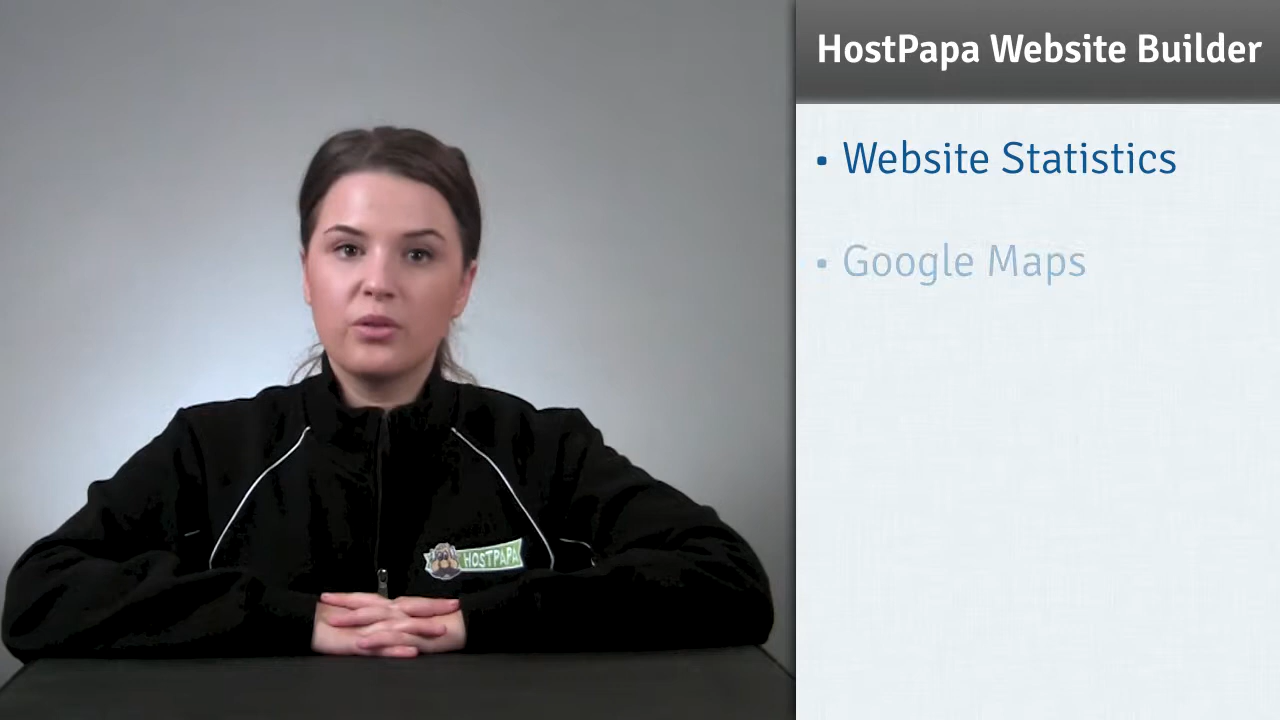 HostPapa Website Builder
• Website Statistics
• Google Maps
HOSTPAPA